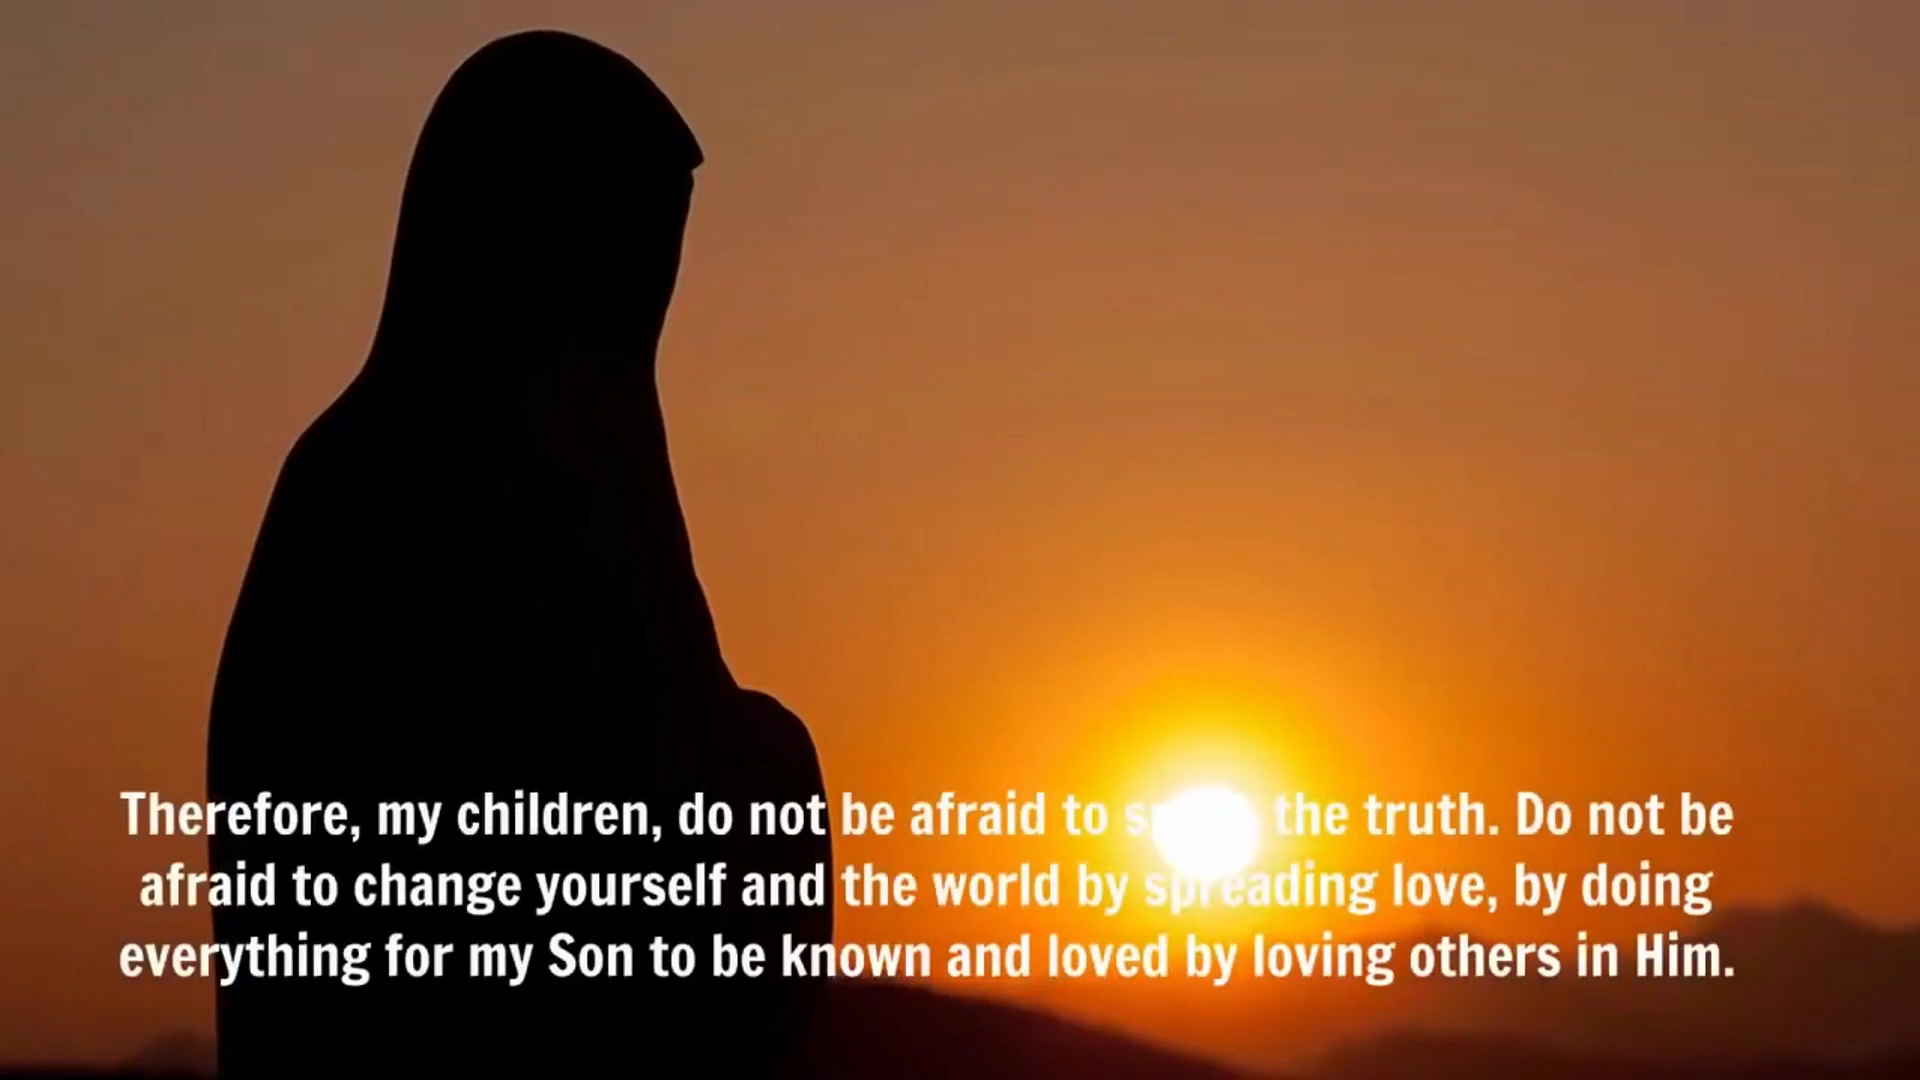 Therefore, my children, do not be afraid to the truth. Do not be
afraid to change yourself and the world by spreading love, by doing
everything for my Son to be known and loved by loving others in Him.